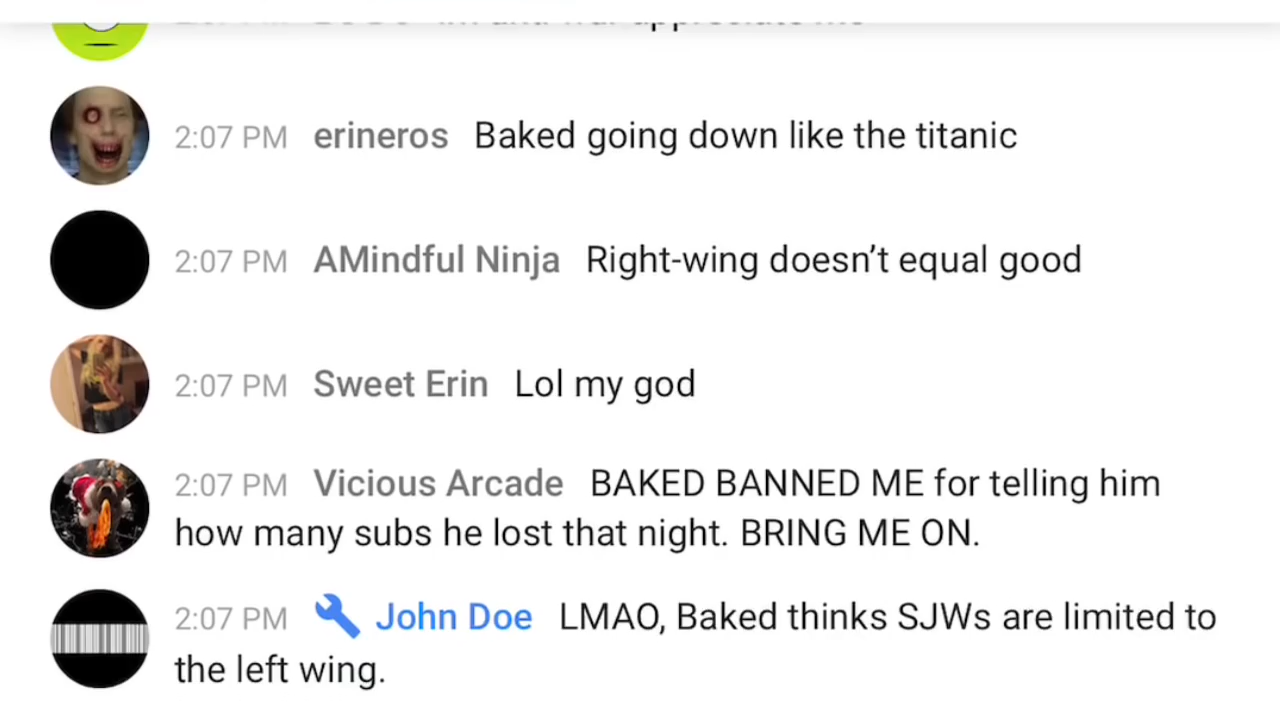 2:07 PM erineros Baked going down like the titanic
2:07 PM AMindful Ninja Right-wing doesn’t equal good
2:07 PM Sweet Erin Lol my god
2:07 PM Vicious Arcade BAKED BANNED ME for telling him
how many subs he lost that night. BRING ME ON.
2:07 PM John Doe LMAO, Baked thinks SJWs are limited to
the left wing.